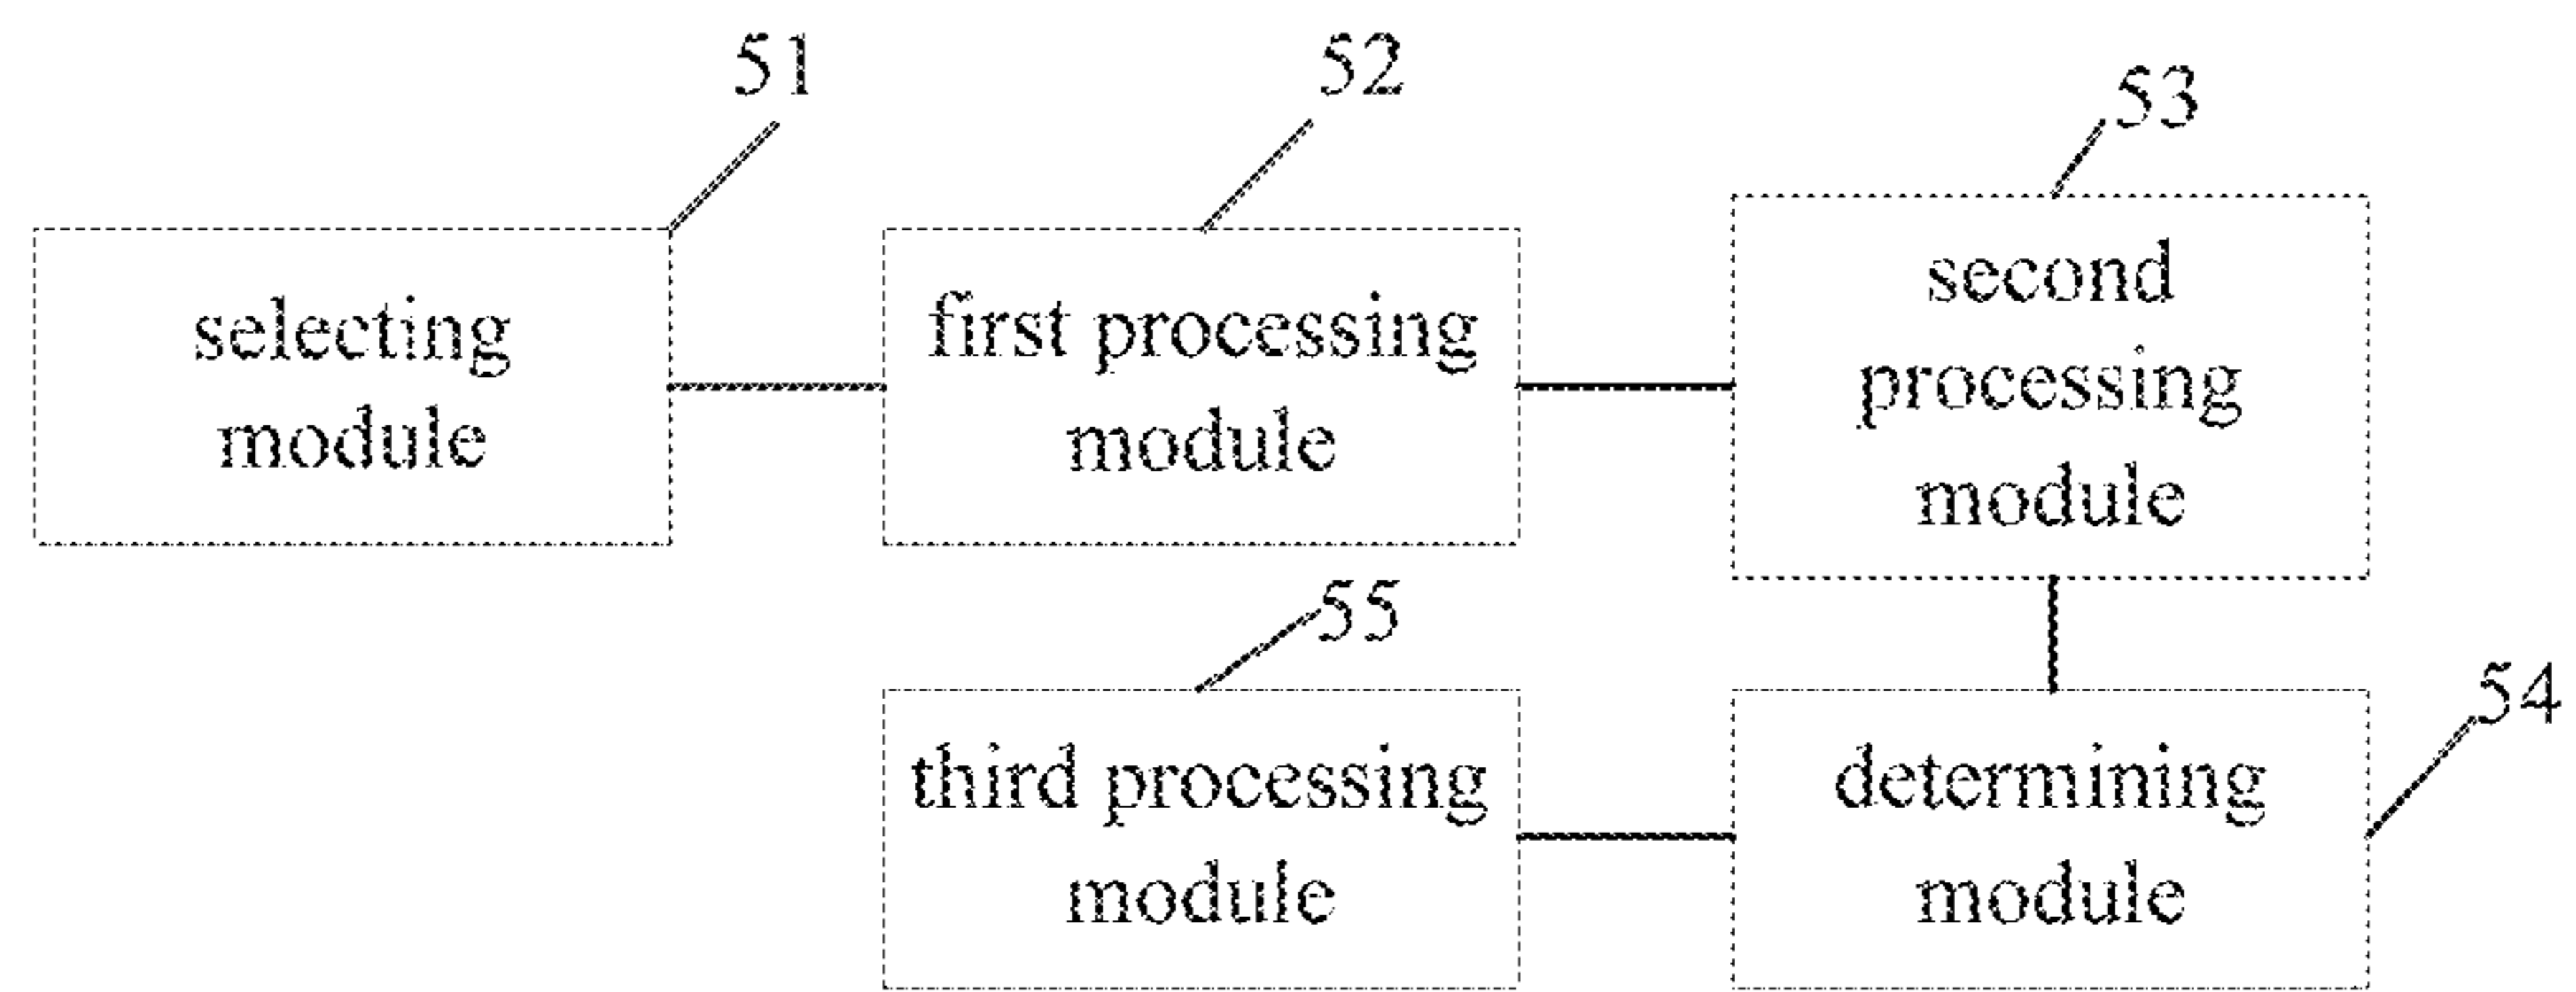 51
52
53
selecting
module
first processing
module
second
processing
module
55
54
third processing
module
determining
module